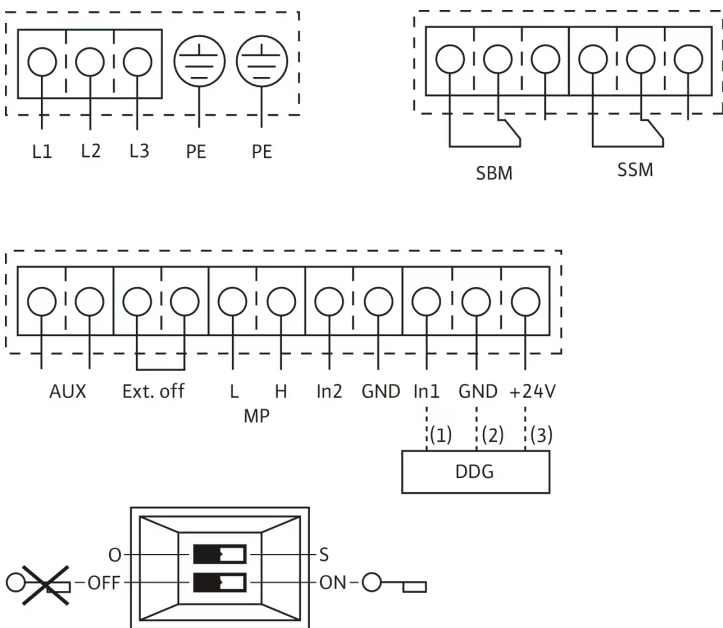 L1 L2 L3 PE PE
SBM SSM
AUX Ext. off L H In2 GND In1 GND +24V
MP
(1) (2) (3)
DDG
O S
OFF ON